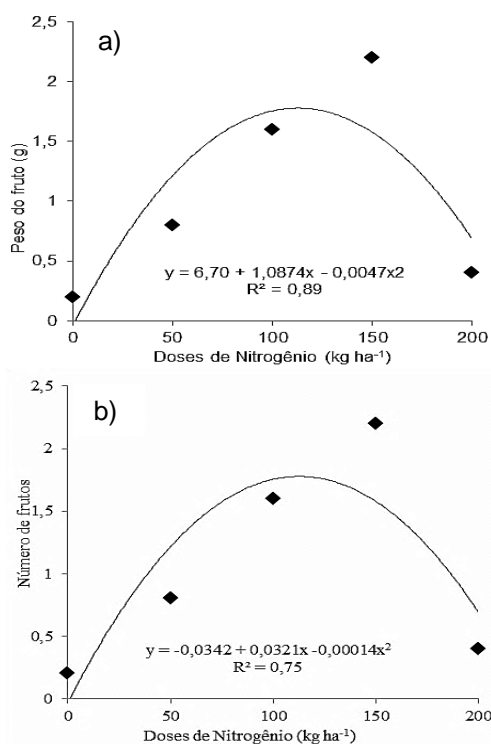 a)
2,5
2
1,5
1
0,5
0
Peso do fruto (g)
y = 6,70 + 1,0874x - 0,0047x2
R² = 0,89
0 50 100 150 200
Doses de Nitrogênio (kg ha⁻¹)
b)
2,5
2
1,5
1
0,5
0
Número de frutos
y = -0,0342 + 0,0321x -0,00014x²
R² = 0,75
0 50 100 150 200
Doses de Nitrogênio (kg ha⁻¹)